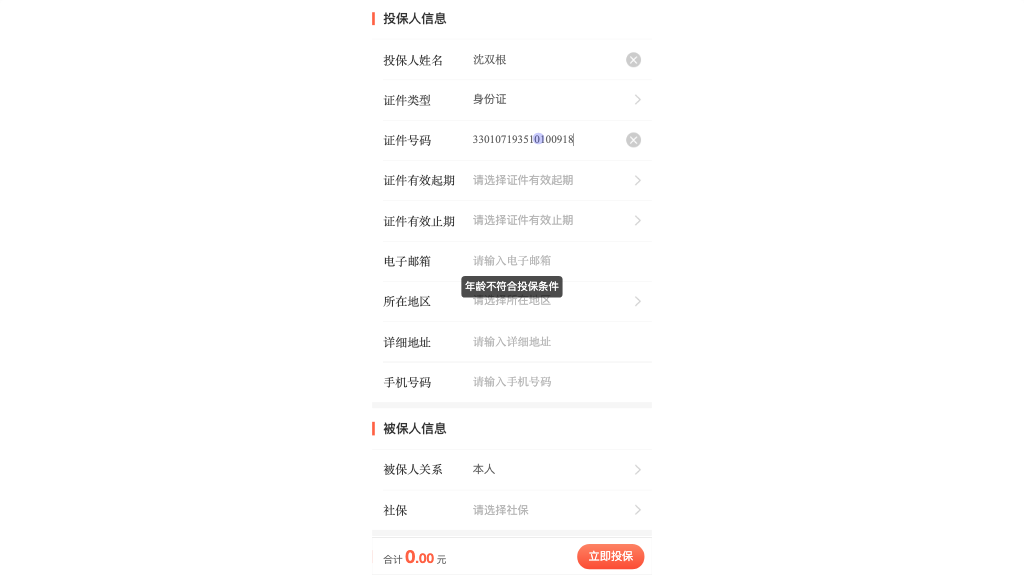 投保人信息
投保人姓名 沈双根
证件类型 身份证
证件号码 330107193510100918
证件有效起期 请选择证件有效起期
证件有效止期 请选择证件有效止期
电子邮箱 请输入电子邮箱
年龄不符合投保条件
所在地区 请选择所在地区
详细地址 请输入详细地址
手机号码 请输入手机号码
被保人信息
被保人关系 本人
社保 请选择社保
合计 0.00 元 立即投保